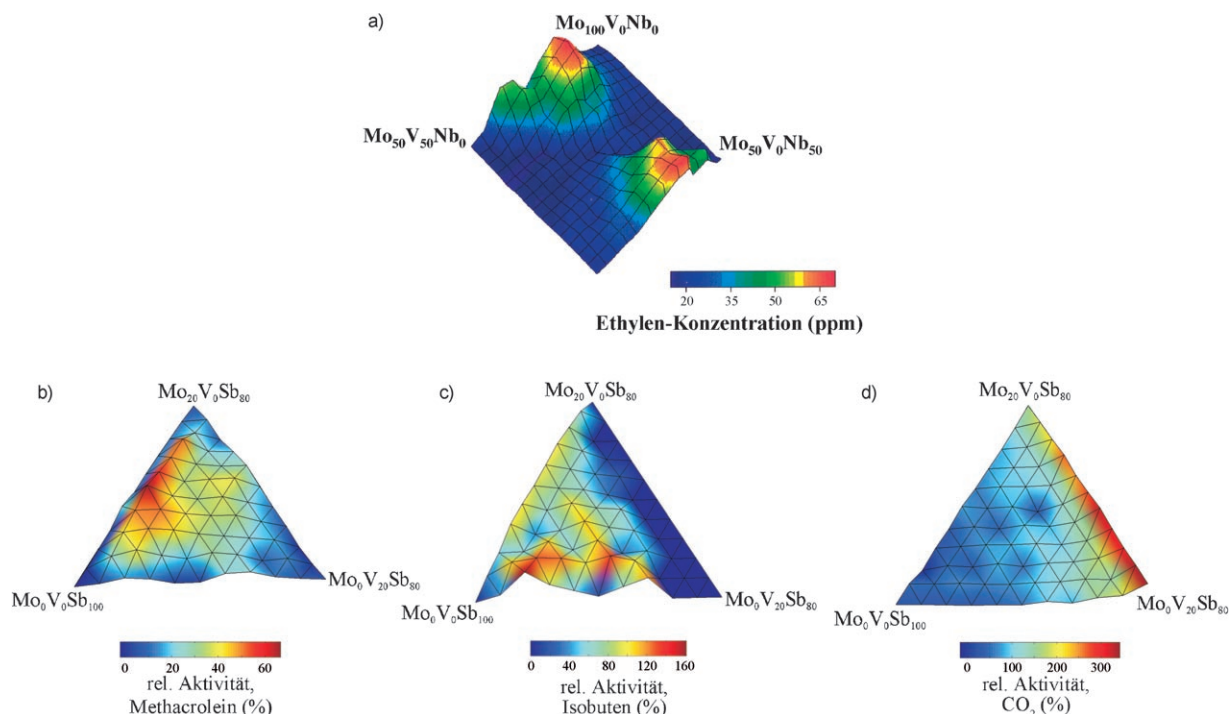 a)
Mo₁₀₀V₀Nb₀
Mo₅₀V₅₀Nb₀
Mo₅₀V₀Nb₅₀
20 35 50 65
Ethylen-Konzentration (ppm)
b)
Mo₂₀V₀Sb₈₀
Mo₀V₀Sb₁₀₀
Mo₀V₂₀Sb₈₀
0 20 40 60
rel. Aktivität,
Methacrolein (%)
c)
Mo₂₀V₀Sb₈₀
Mo₀V₀Sb₁₀₀
Mo₀V₂₀Sb₈₀
0 40 80 120 160
rel. Aktivität,
Isobuten (%)
d)
Mo₂₀V₀Sb₈₀
Mo₀V₀Sb₁₀₀
Mo₀V₂₀Sb₈₀
0 100 200 300
rel. Aktivität,
CO₂ (%)